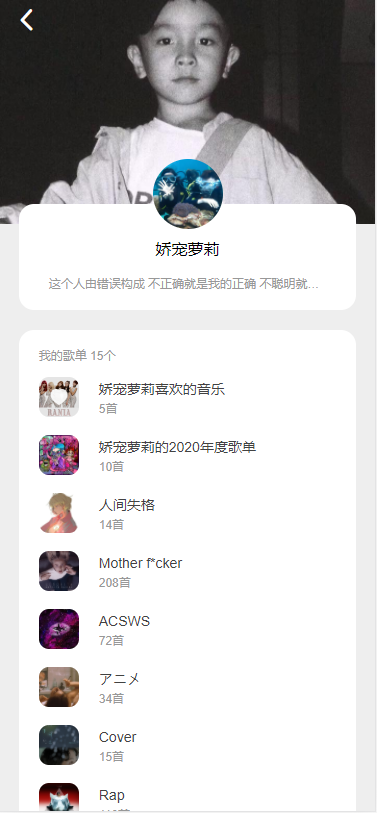 娇宠萝莉
这个人由错误构成 不正确就是我的正确 不聪明就...
我的歌单 15个
RANIA
娇宠萝莉喜欢的音乐
5首
娇宠萝莉的2020年度歌单
10首
人间失格
14首
Mother f*cker
208首
ACSWS
72首
アニメ
34首
Cover
15首
Rap